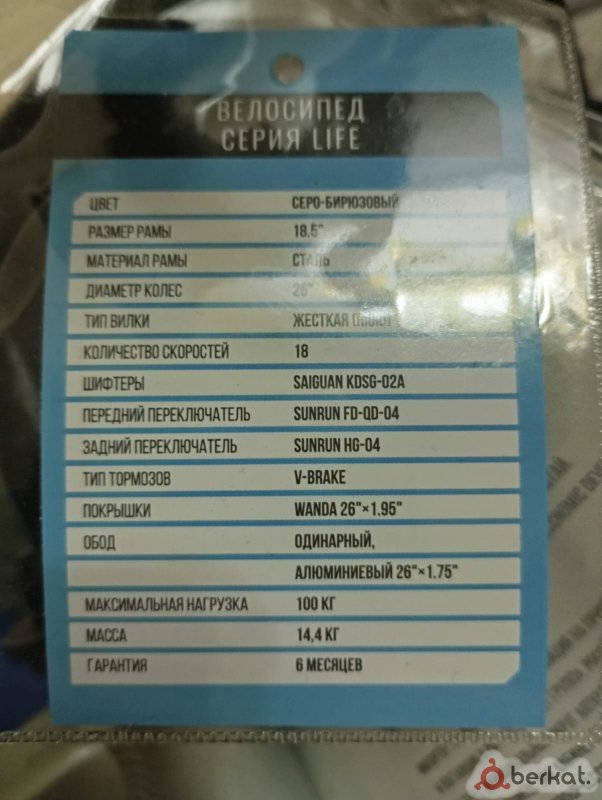 ВЕЛОСИПЕД
СЕРИЯ LIFE
ЦВЕТ СЕРО-БИРЮЗОВЫЙ
РАЗМЕР РАМЫ 18.5"
МАТЕРИАЛ РАМЫ СТАЛЬ
ДИАМЕТР КОЛЕС 26"
ТИП ВИЛКИ ЖЕСТКАЯ
КОЛИЧЕСТВО СКОРОСТЕЙ 18
ШИФТЕРЫ SAIGUAN KDSG-02A
ПЕРЕДНИЙ ПЕРЕКЛЮЧАТЕЛЬ SUNRUN FD-QD-04
ЗАДНИЙ ПЕРЕКЛЮЧАТЕЛЬ SUNRUN HG-04
ТИП ТОРМОЗОВ V-BRAKE
ПОКРЫШКИ WANDA 26"×1.95"
ОБОД ОДИНАРНЫЙ,
АЛЮМИНИЕВЫЙ 26"×1.75"
МАКСИМАЛЬНАЯ НАГРУЗКА 100 КГ
МАССА 14,4 КГ
ГАРАНТИЯ 6 МЕСЯЦЕВ
berkat.